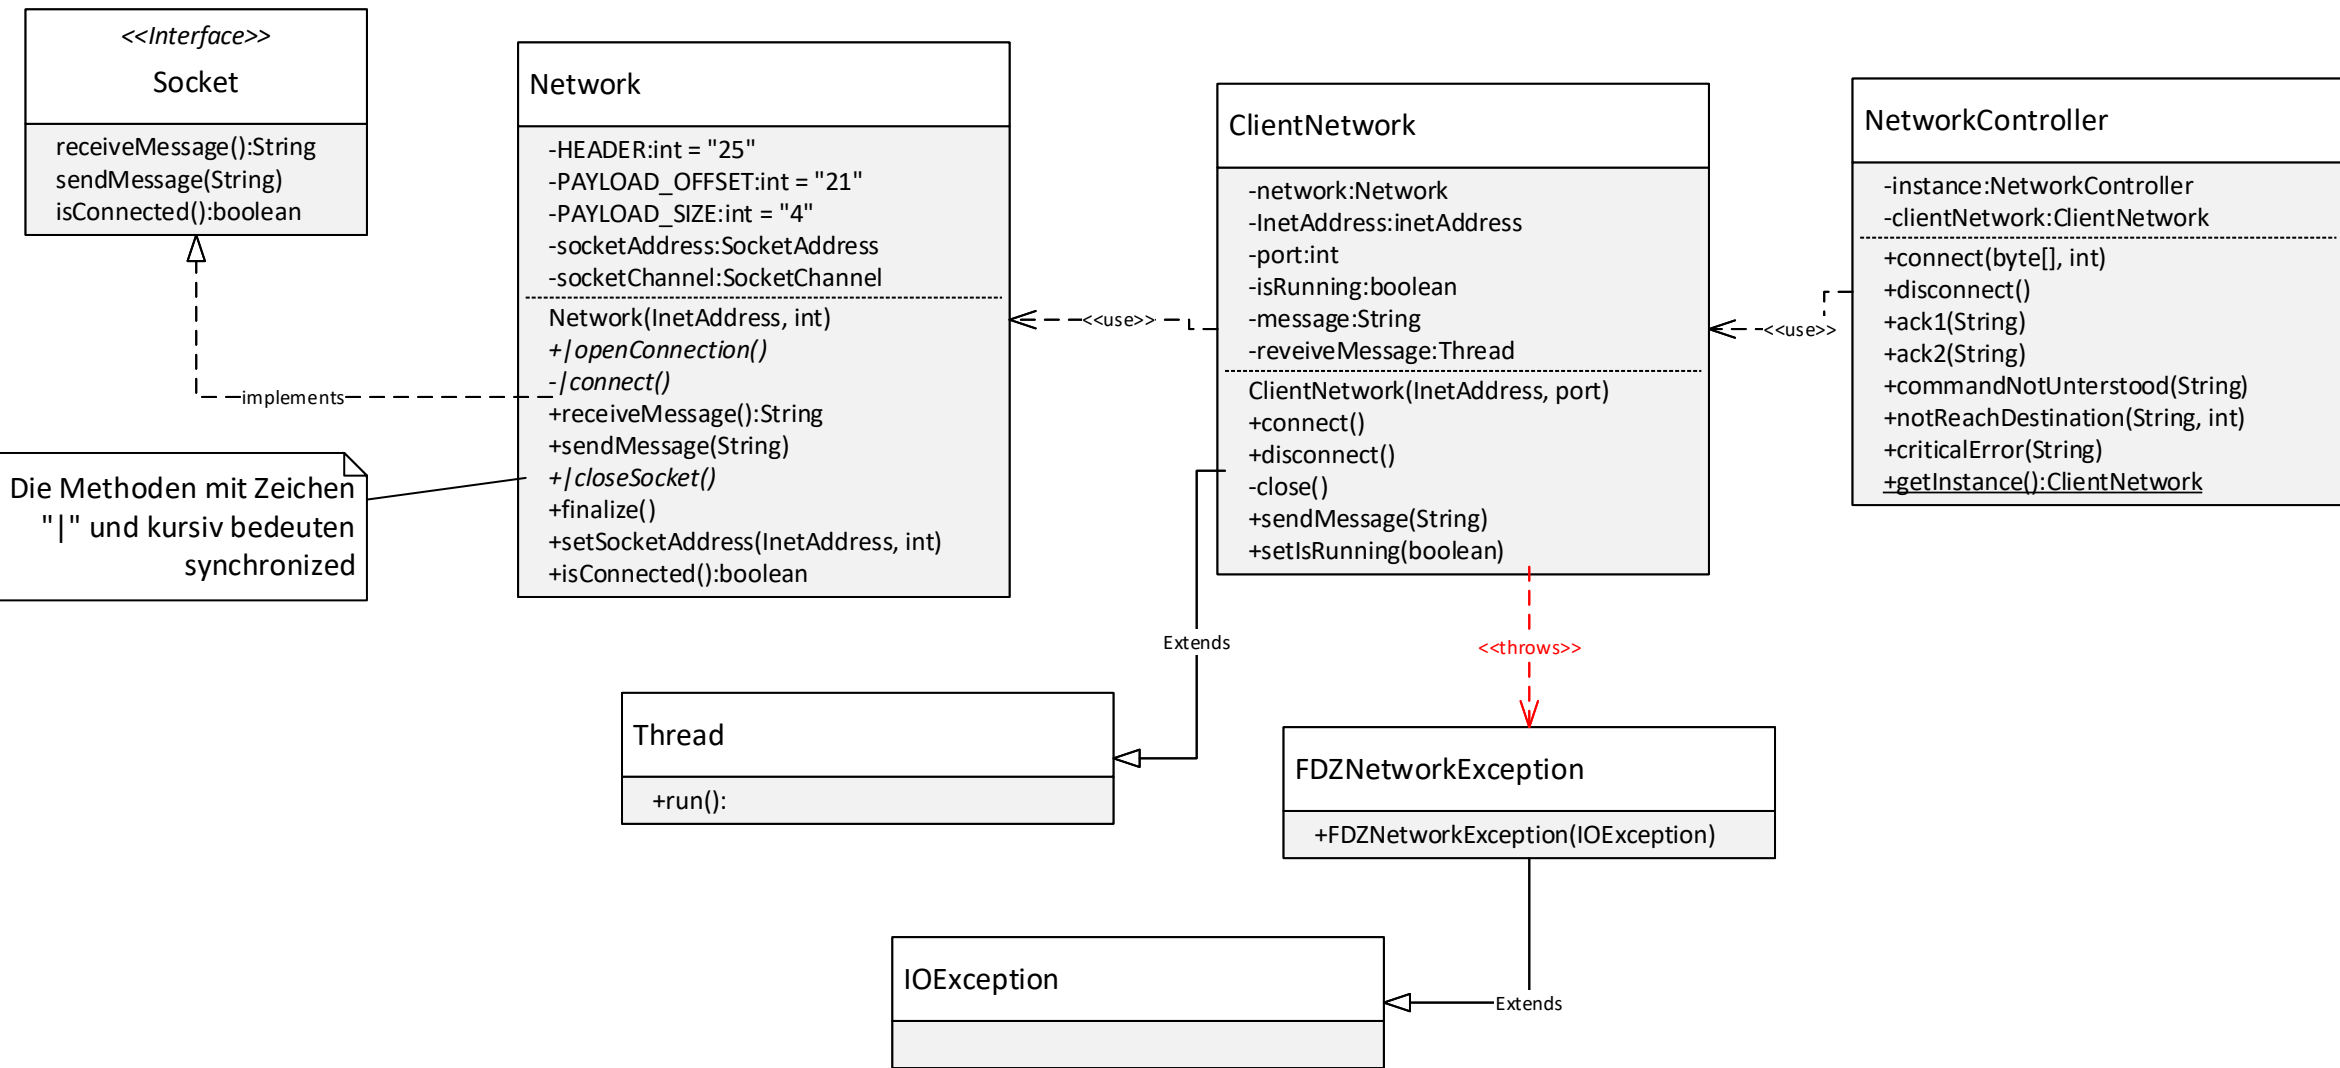 <<Interface>>
Socket
receiveMessage():String
sendMessage(String)
isConnected():boolean
implements
Die Methoden mit Zeichen
"|" und kursiv bedeuten
synchronized
Network
-HEADER:int = "25"
-PAYLOAD_OFFSET:int = "21"
-PAYLOAD_SIZE:int = "4"
-socketAddress:SocketAddress
-socketChannel:SocketChannel
Network(InetAddress, int)
+|openConnection()
-|connect()
+receiveMessage():String
+sendMessage(String)
+|closeSocket()
+finalize()
+setSocketAddress(InetAddress, int)
+isConnected():boolean
<<use>>
ClientNetwork
-network:Network
-InetAddress:inetAddress
-port:int
-isRunning:boolean
-message:String
-reveiveMessage:Thread
ClientNetwork(InetAddress, port)
+connect()
+disconnect()
-close()
+sendMessage(String)
+setIsRunning(boolean)
<<use>>
NetworkController
-instance:NetworkController
-clientNetwork:ClientNetwork
+connect(byte[], int)
+disconnect()
+ack1(String)
+ack2(String)
+commandNotUnterstood(String)
+notReachDestination(String, int)
+criticalError(String)
+getInstance():ClientNetwork
Extends
<<throws>>
Thread
+run():
FDZNetworkException
+FDZNetworkException(IOException)
IOException
Extends